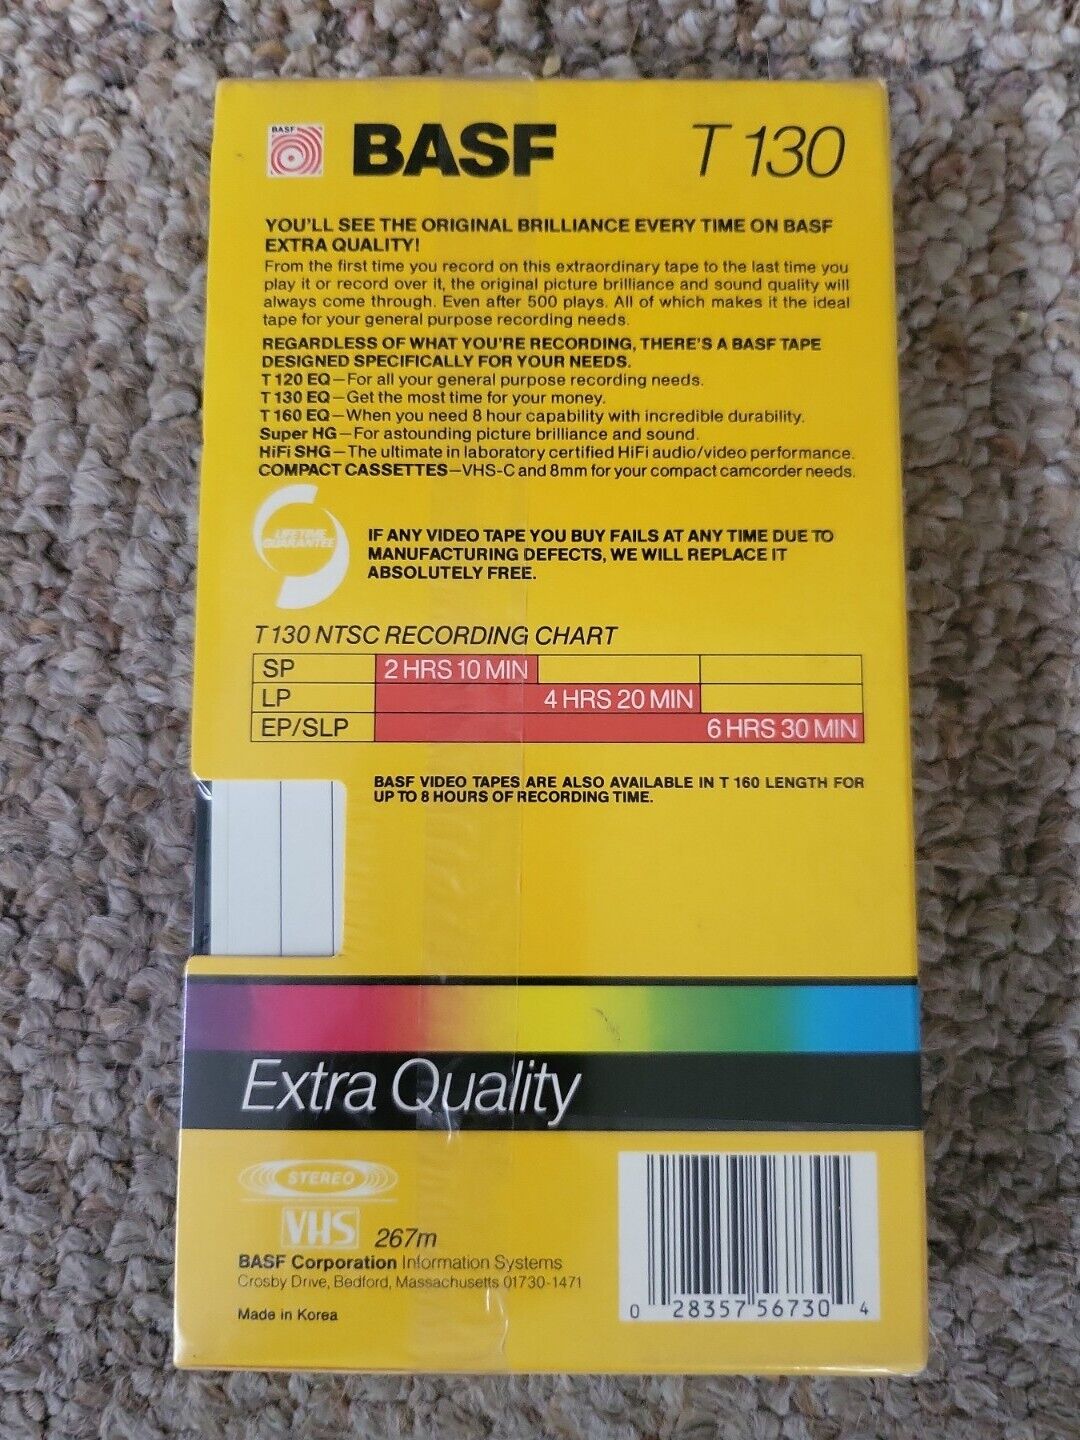 BASF
BASF T 130
YOU'LL SEE THE ORIGINAL BRILLIANCE EVERY TIME ON BASF
EXTRA QUALITY!
From the first time you record on this extraordinary tape to the last time you
play it or record over it, the original picture brilliance and sound quality will
always come through. Even after 500 plays. All of which makes it the ideal
tape for your general purpose recording needs.
REGARDLESS OF WHAT YOU'RE RECORDING, THERE'S A BASF TAPE
DESIGNED SPECIFICALLY FOR YOUR NEEDS.
T 120 EQ—For all your general purpose recording needs.
T 130 EQ—Get the most time for your money.
T 160 EQ—When you need 8 hour capability with incredible durability.
Super HG—For astounding picture brilliance and sound.
HiFi SHG—The ultimate in laboratory certified HiFi audio/video performance.
COMPACT CASSETTES—VHS-C and 8mm for your compact camcorder needs.
LIFETIME
GUARANTEE
IF ANY VIDEO TAPE YOU BUY FAILS AT ANY TIME DUE TO
MANUFACTURING DEFECTS, WE WILL REPLACE IT
ABSOLUTELY FREE.
T 130 NTSC RECORDING CHART
SP 2 HRS 10 MIN
LP 4 HRS 20 MIN
EP/SLP 6 HRS 30 MIN
BASF VIDEO TAPES ARE ALSO AVAILABLE IN T 160 LENGTH FOR
UP TO 8 HOURS OF RECORDING TIME.
Extra Quality
STEREO
VHS 267m
BASF Corporation Information Systems
Crosby Drive, Bedford, Massachusetts 01730-1471
Made in Korea
0 28357 56730 4